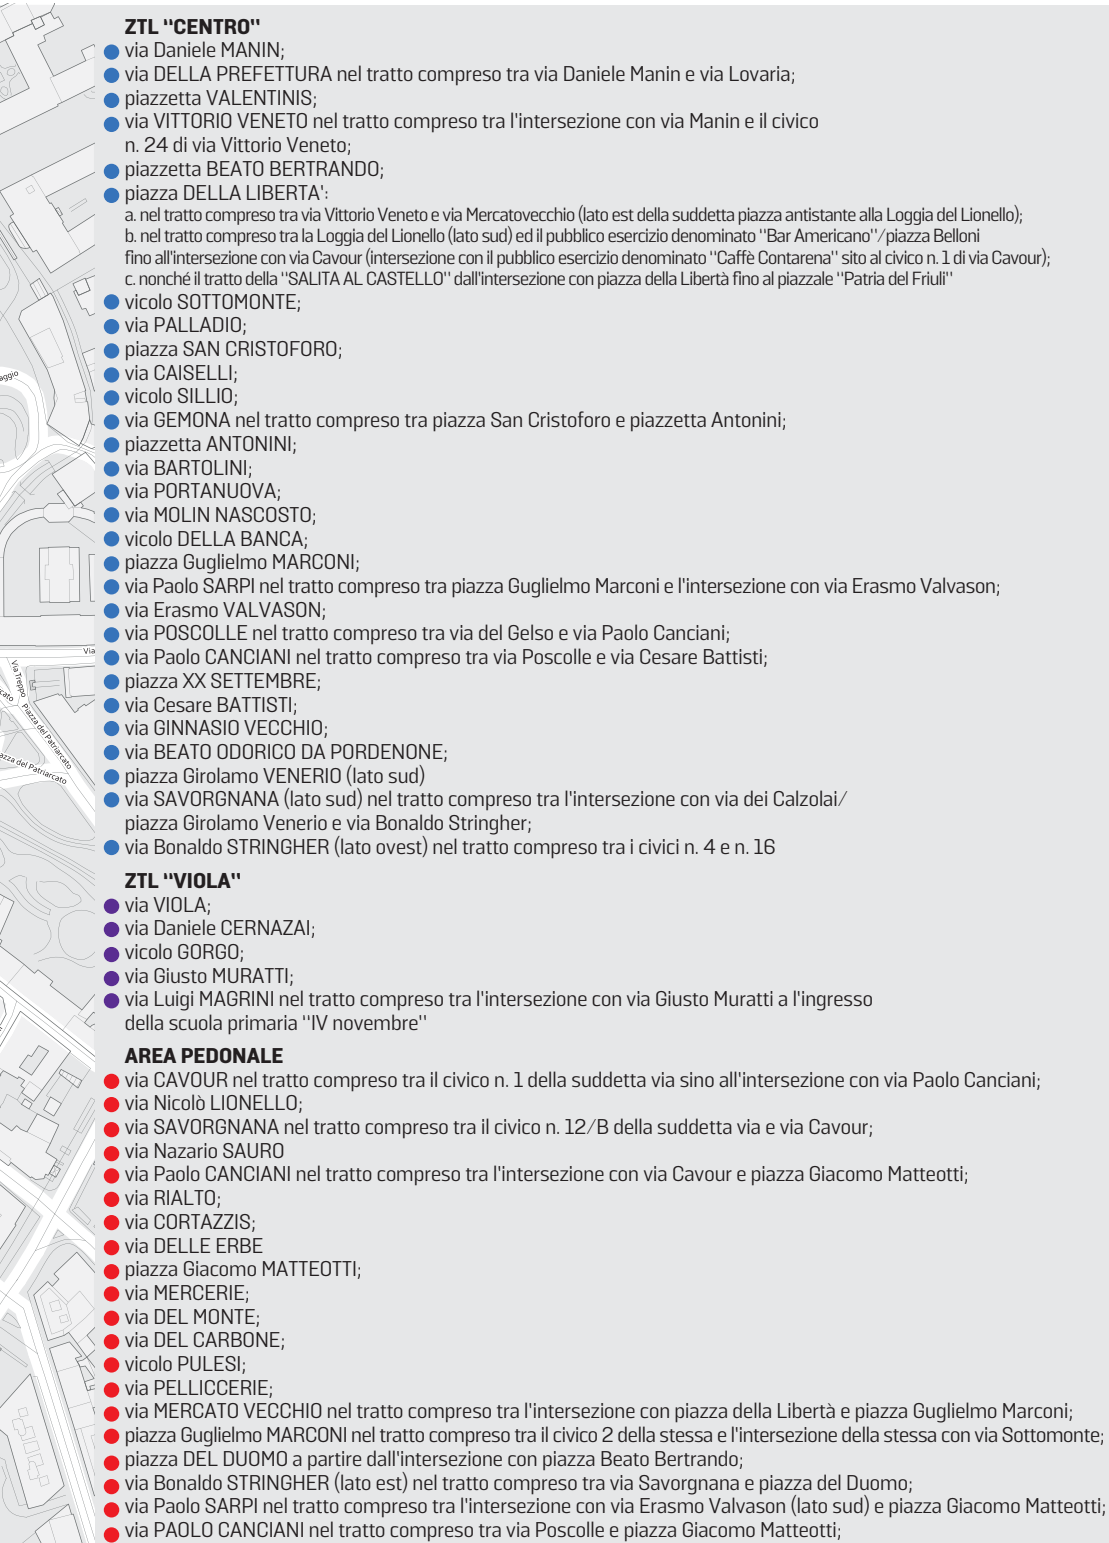 ZTL "CENTRO"
via Daniele MANIN;
via DELLA PREFETTURA nel tratto compreso tra via Daniele Manin e via Lovaria;
piazzetta VALENTINIS;
via VITTORIO VENETO nel tratto compreso tra l'intersezione con via Manin e il civico
n. 24 di via Vittorio Veneto;
piazzetta BEATO BERTRANDO;
piazza DELLA LIBERTA':
a. nel tratto compreso tra via Vittorio Veneto e via Mercatovecchio (lato est della suddetta piazza antistante alla Loggia del Lionello);
b. nel tratto compreso tra la Loggia del Lionello (lato sud) ed il pubblico esercizio denominato "Bar Americano"/piazza Belloni
fino all'intersezione con via Cavour (intersezione con il pubblico esercizio denominato "Caffè Contarena" sito al civico n. 1 di via Cavour);
c. nonché il tratto della "SALITA AL CASTELLO" dall'intersezione con piazza della Libertà fino al piazzale "Patria del Friuli"
vicolo SOTTOMONTE;
via PALLADIO;
piazza SAN CRISTOFORO;
via CAISELLI;
vicolo SILLIO;
via GEMONA nel tratto compreso tra piazza San Cristoforo e piazzetta Antonini;
piazzetta ANTONINI;
via BARTOLINI;
via PORTANUOVA;
via MOLIN NASCOSTO;
vicolo DELLA BANCA;
piazza Guglielmo MARCONI;
via Paolo SARPI nel tratto compreso tra piazza Guglielmo Marconi e l'intersezione con via Erasmo Valvason;
via Erasmo VALVASON;
via POSCOLLE nel tratto compreso tra via del Gelso e via Paolo Canciani;
via Paolo CANCIANI nel tratto compreso tra via Poscolle e via Cesare Battisti;
piazza XX SETTEMBRE;
via Cesare BATTISTI;
via GINNASIO VECCHIO;
via BEATO ODORICO DA PORDENONE;
piazza Girolamo VENERIO (lato sud)
via SAVORGNANA (lato sud) nel tratto compreso tra l'intersezione con via dei Calzolai/
piazza Girolamo Venerio e via Bonaldo Stringher;
via Bonaldo STRINGHER (lato ovest) nel tratto compreso tra i civici n. 4 e n. 16
ZTL "VIOLA"
via VIOLA;
via Daniele CERNAZAI;
vicolo GORGO;
via Giusto MURATTI;
via Luigi MAGRINI nel tratto compreso tra l'intersezione con via Giusto Muratti a l'ingresso
della scuola primaria "IV novembre"
AREA PEDONALE
via CAVOUR nel tratto compreso tra il civico n. 1 della suddetta via sino all'intersezione con via Paolo Canciani;
via Nicolò LIONELLO;
via SAVORGNANA nel tratto compreso tra il civico n. 12/B della suddetta via e via Cavour;
via Nazario SAURO
via Paolo CANCIANI nel tratto compreso tra l'intersezione con via Cavour e piazza Giacomo Matteotti;
via RIALTO;
via CORTAZZIS;
via DELLE ERBE
piazza Giacomo MATTEOTTI;
via MERCERIE;
via DEL MONTE;
via DEL CARBONE;
vicolo PULESI;
via PELLICCERIE;
via MERCATO VECCHIO nel tratto compreso tra l'intersezione con piazza della Libertà e piazza Guglielmo Marconi;
piazza Guglielmo MARCONI nel tratto compreso tra il civico 2 della stessa e l'intersezione della stessa con via Sottomonte;
piazza DEL DUOMO a partire dall'intersezione con piazza Beato Bertrando;
via Bonaldo STRINGHER (lato est) nel tratto compreso tra via Savorgnana e piazza del Duomo;
via Paolo SARPI nel tratto compreso tra l'intersezione con via Erasmo Valvason (lato sud) e piazza Giacomo Matteotti;
via PAOLO CANCIANI nel tratto compreso tra via Poscolle e piazza Giacomo Matteotti;
aggio
Via
Via Treppo
cato
Piazza del Patriarcato
azza del Patriarcato